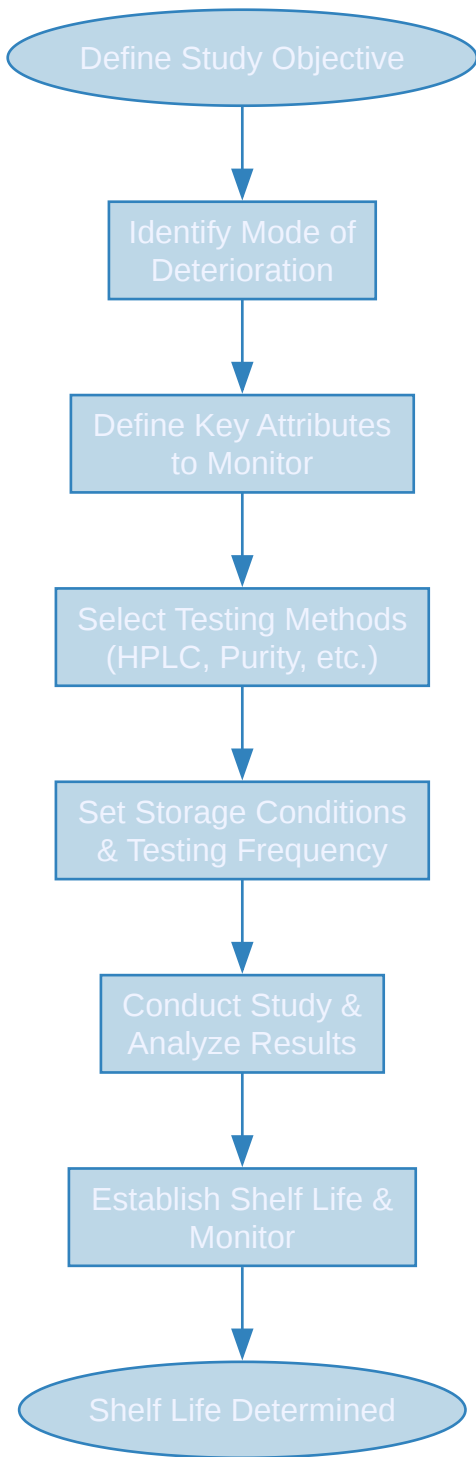 Define Study Objective
Identify Mode of
Deterioration
Define Key Attributes
to Monitor
Select Testing Methods
(HPLC, Purity, etc.)
Set Storage Conditions
& Testing Frequency
Conduct Study &
Analyze Results
Establish Shelf Life &
Monitor
Shelf Life Determined